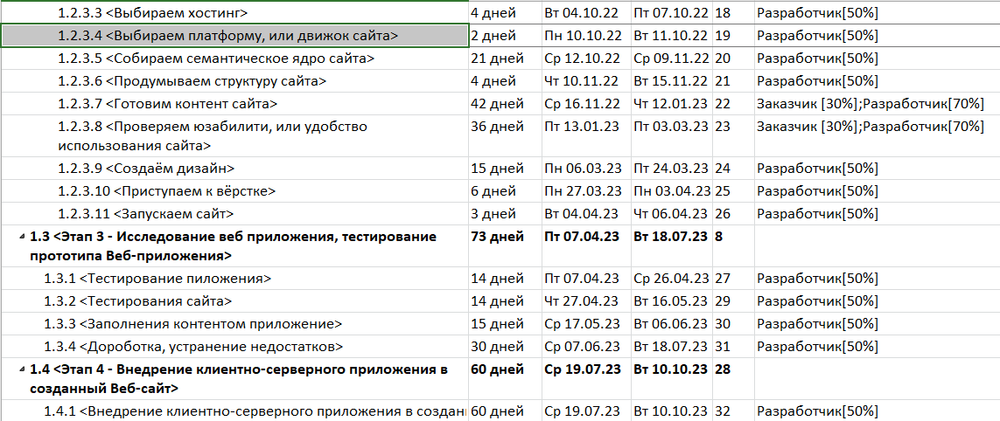 1.2.3.3 <Выбираем хостинг> 4 дней Вт 04.10.22 Пт 07.10.22 18 Разработчик[50%]
1.2.3.4 <Выбираем платформу, или движок сайта> 2 дней Пн 10.10.22 Вт 11.10.22 19 Разработчик[50%]
1.2.3.5 <Собираем семантическое ядро сайта> 21 дней Ср 12.10.22 Ср 09.11.22 20 Разработчик[50%]
1.2.3.6 <Продумываем структуру сайта> 4 дней Чт 10.11.22 Вт 15.11.22 21 Разработчик[50%]
1.2.3.7 <Готовим контент сайта> 42 дней Ср 16.11.22 Чт 12.01.23 22 Заказчик [30%];Разработчик[70%]
1.2.3.8 <Проверяем юзабилити, или удобство 36 дней Пт 13.01.23 Пт 03.03.23 23 Заказчик [30%];Разработчик[70%]
использования сайта>
1.2.3.9 <Создаём дизайн> 15 дней Пн 06.03.23 Пт 24.03.23 24 Разработчик[50%]
1.2.3.10 <Приступаем к вёрстке> 6 дней Пн 27.03.23 Пн 03.04.23 25 Разработчик[50%]
1.2.3.11 <Запускаем сайт> 3 дней Вт 04.04.23 Чт 06.04.23 26 Разработчик[50%]
1.3 <Этап 3 - Исследование веб приложения, тестирование 73 дней Пт 07.04.23 Вт 18.07.23 8
прототипа Веб-приложения>
1.3.1 <Тестирование пиложения> 14 дней Пт 07.04.23 Ср 26.04.23 27 Разработчик[50%]
1.3.2 <Тестирования сайта> 14 дней Чт 27.04.23 Вт 16.05.23 29 Разработчик[50%]
1.3.3 <Заполнения контентом приложение> 15 дней Ср 17.05.23 Вт 06.06.23 30 Разработчик[50%]
1.3.4 <Дороботка, устранение недостатков> 30 дней Ср 07.06.23 Вт 18.07.23 31 Разработчик[50%]
1.4 <Этап 4 - Внедрение клиентно-серверного приложения в 60 дней Ср 19.07.23 Вт 10.10.23 28
созданный Веб-сайт>
1.4.1 <Внедрение клиентно-серверного приложения в создан 60 дней Ср 19.07.23 Вт 10.10.23 32 Разработчик[50%]